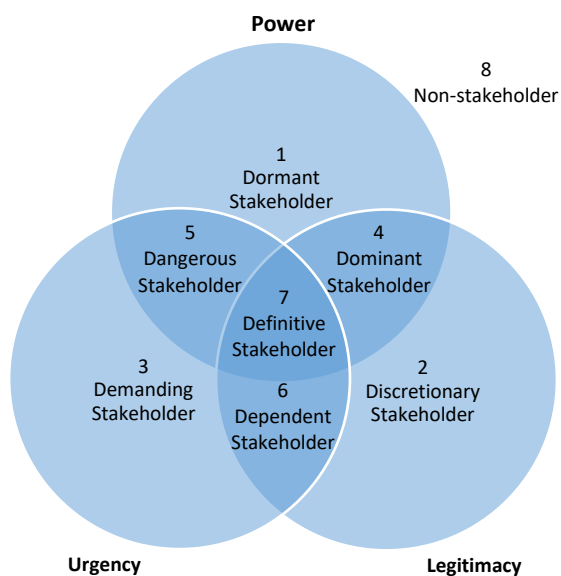 Power
8
Non-stakeholder
1
Dormant
Stakeholder
5
Dangerous
Stakeholder
4
Dominant
Stakeholder
7
Definitive
Stakeholder
3
Demanding
Stakeholder
2
Discretionary
Stakeholder
6
Dependent
Stakeholder
Urgency
Legitimacy